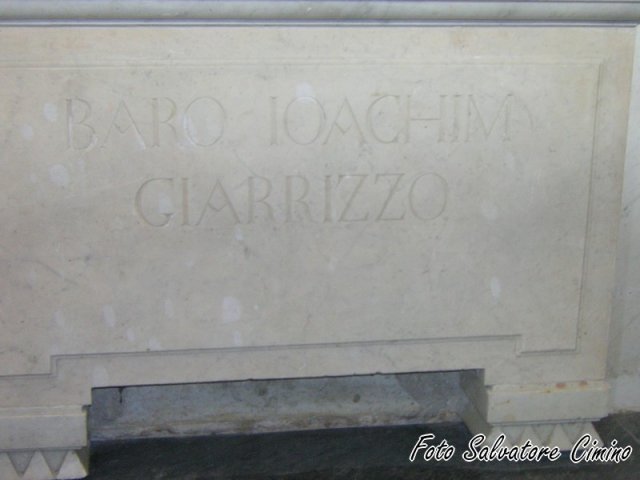 BARO IOACHIM
GIARRIZZO
Foto Salvatore Cimino